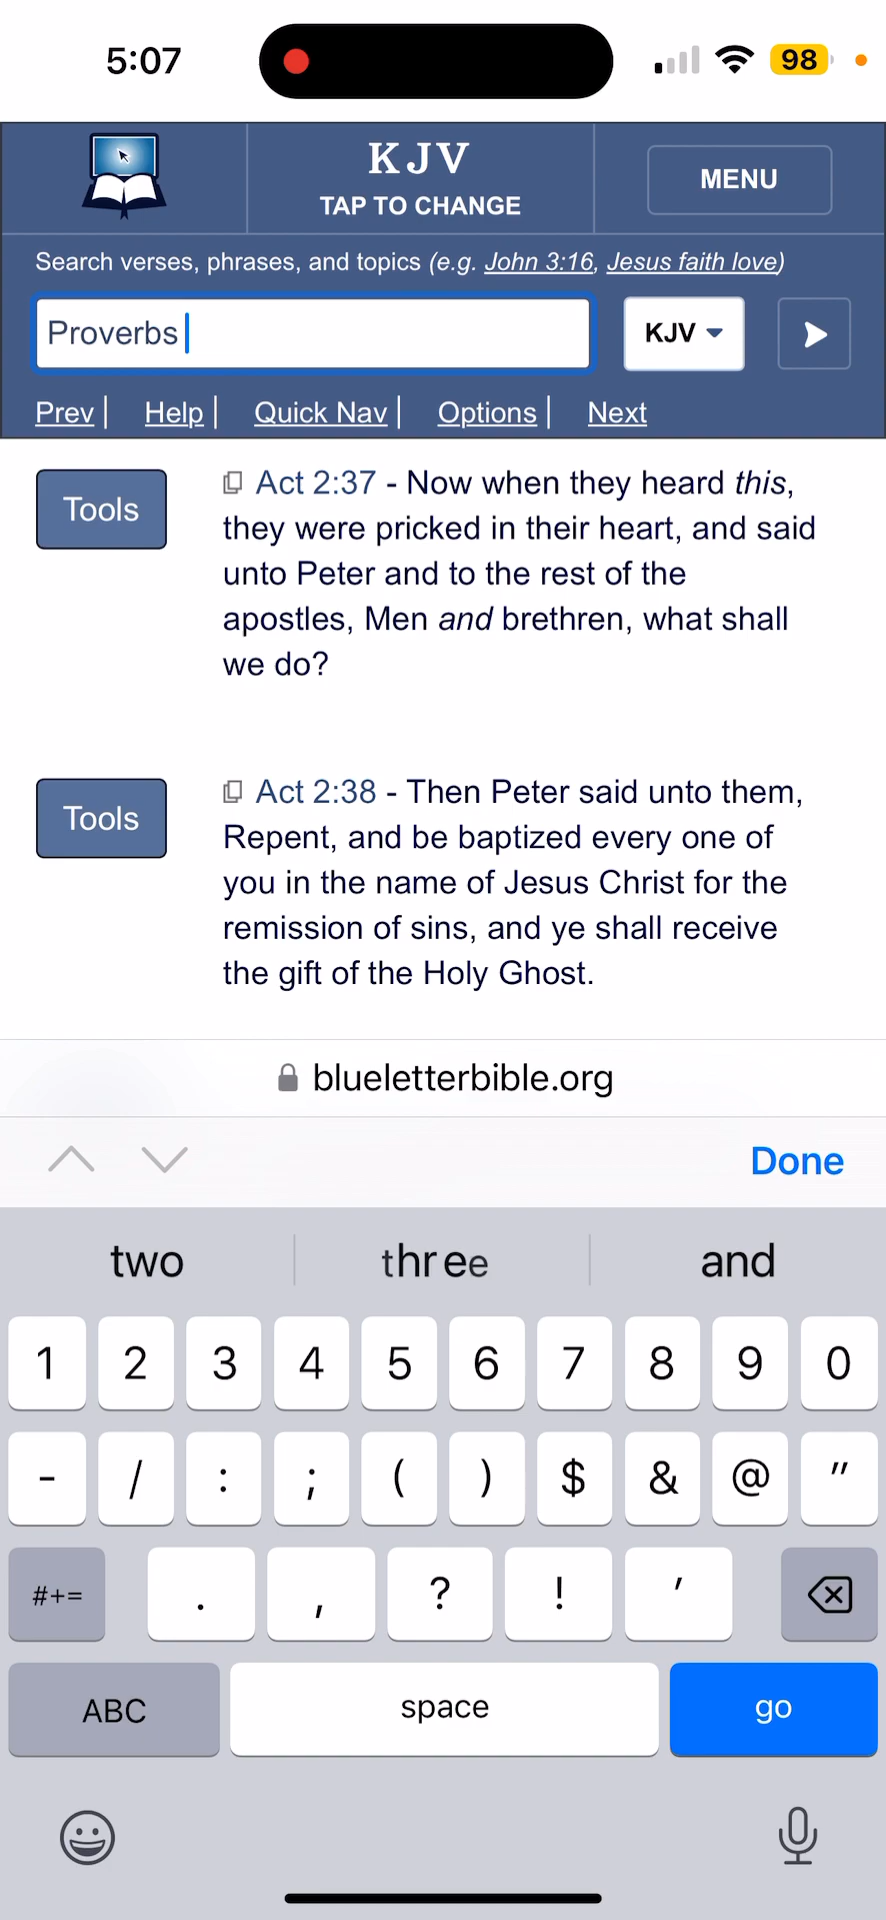 5:07
98
KJV
TAP TO CHANGE
MENU
Search verses, phrases, and topics (e.g. John 3:16, Jesus faith love)
Proverbs
KJV
Prev | Help | Quick Nav | Options | Next
Tools
Act 2:37 - Now when they heard this,
they were pricked in their heart, and said
unto Peter and to the rest of the
apostles, Men and brethren, what shall
we do?
Tools
Act 2:38 - Then Peter said unto them,
Repent, and be baptized every one of
you in the name of Jesus Christ for the
remission of sins, and ye shall receive
the gift of the Holy Ghost.
blueletterbible.org
Done
two three and
1 2 3 4 5 6 7 8 9 0
- / : ; ( ) $ & @ "
#+= . , ? ! '
ABC space go